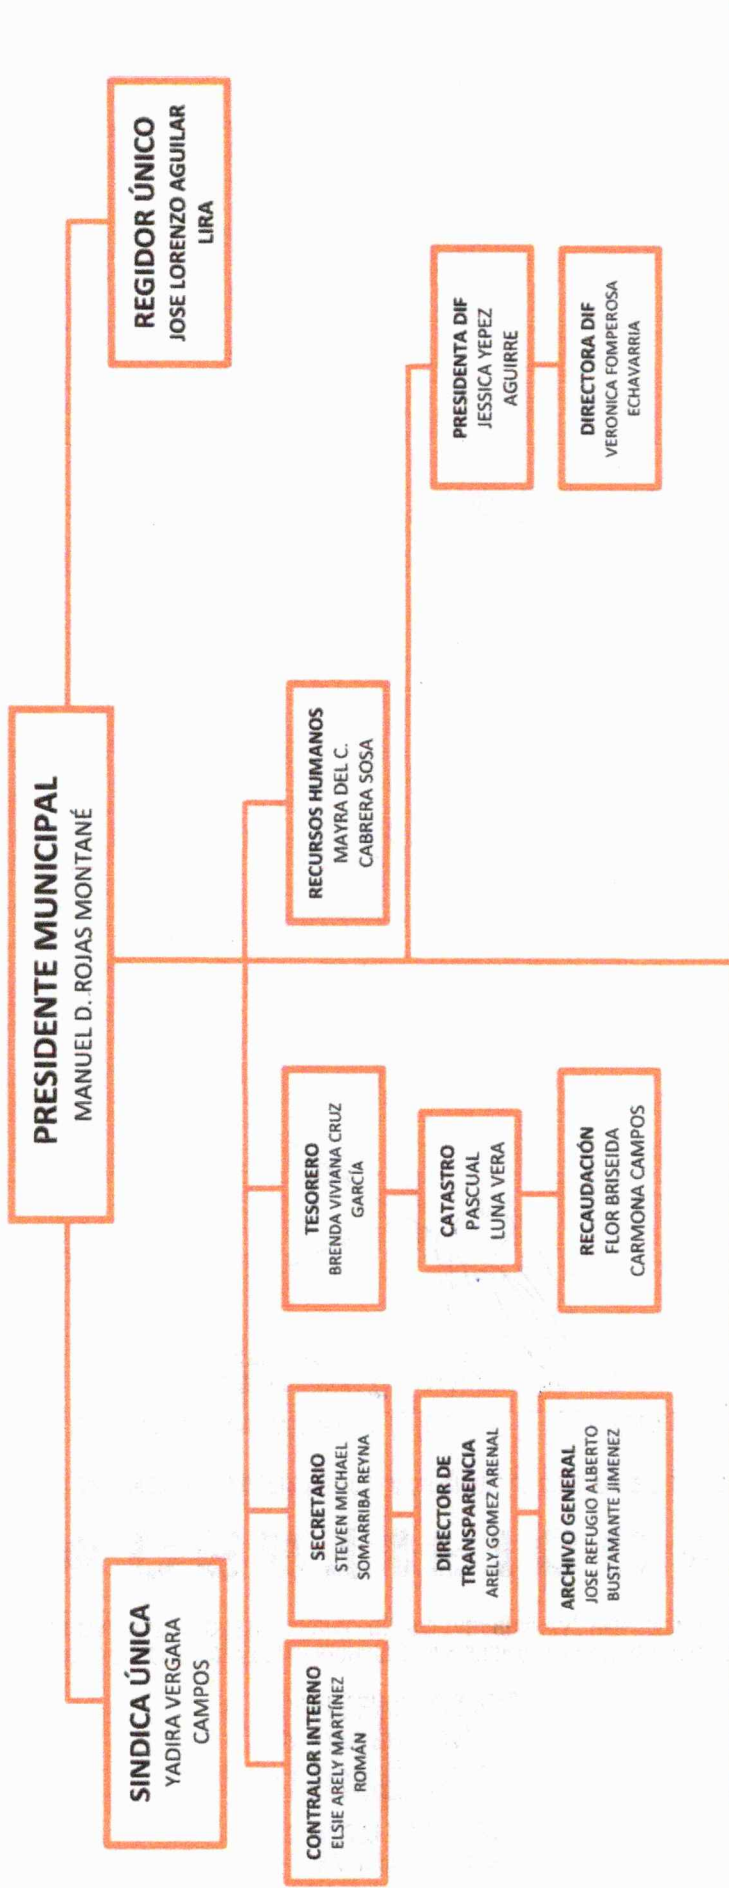 PRESIDENTE MUNICIPAL
MANUEL D. ROJAS MONTANÉ
SINDICA ÚNICA
YADIRA VERGARA
CAMPOS
REGIDOR ÚNICO
JOSE LORENZO AGUILAR
LIRA
CONTRALOR INTERNO
ELSIE ARELY MARTÍNEZ
ROMÁN
SECRETARIO
STEVEN MICHAEL
SOMARRIBA REYNA
TESORERO
BRENDA VIVIANA CRUZ
GARCÍA
RECURSOS HUMANOS
MAYRA DEL C.
CABRERA SOSA
DIRECTOR DE
TRANSPARENCIA
ARELY GOMEZ ARENAL
CATASTRO
PASCUAL
LUNA VERA
PRESIDENTA DIF
JESSICA YEPEZ
AGUIRRE
ARCHIVO GENERAL
JOSE REFUGIO ALBERTO
BUSTAMANTE JIMENEZ
RECAUDACIÓN
FLOR BRISEIDA
CARMONA CAMPOS
DIRECTORA DIF
VERONICA FOMPEROSA
ECHAVARRIA